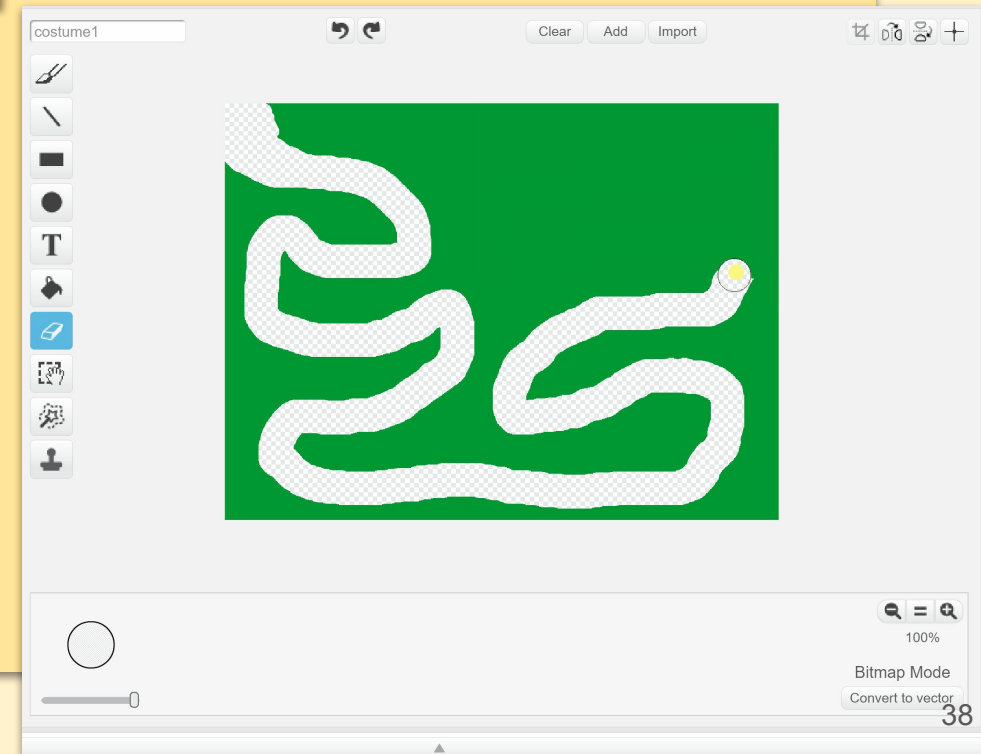 costume1
Clear Add Import
T
100%
Bitmap Mode
Convert to vector
38